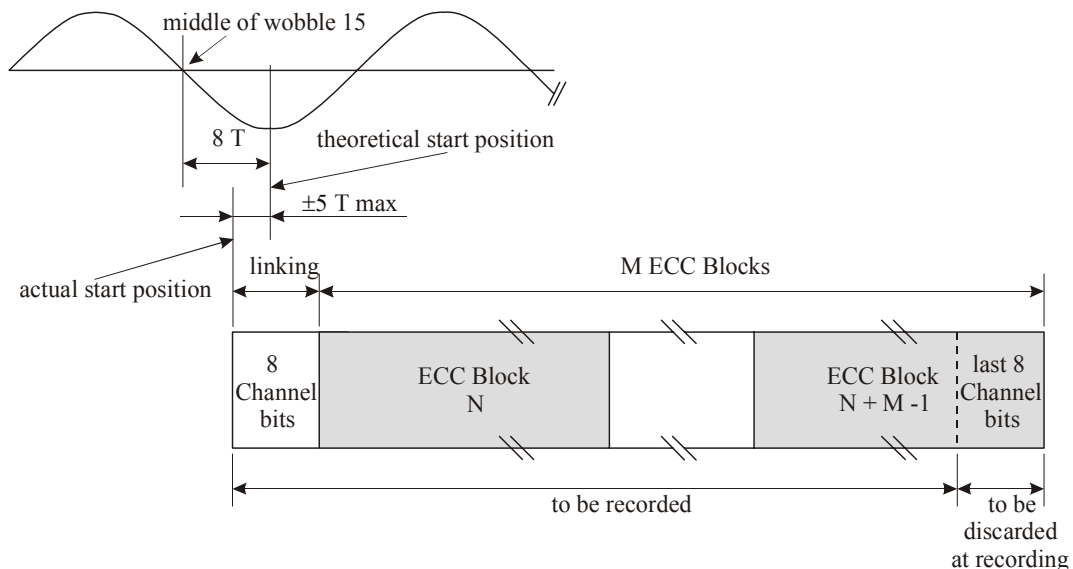 middle of wobble 15
8 T
theoretical start position
±5 T max
linking
M ECC Blocks
actual start position
8
Channel
bits
ECC Block
N
ECC Block
N + M -1
last 8
Channel
bits
to be recorded
to be
discarded
at recording